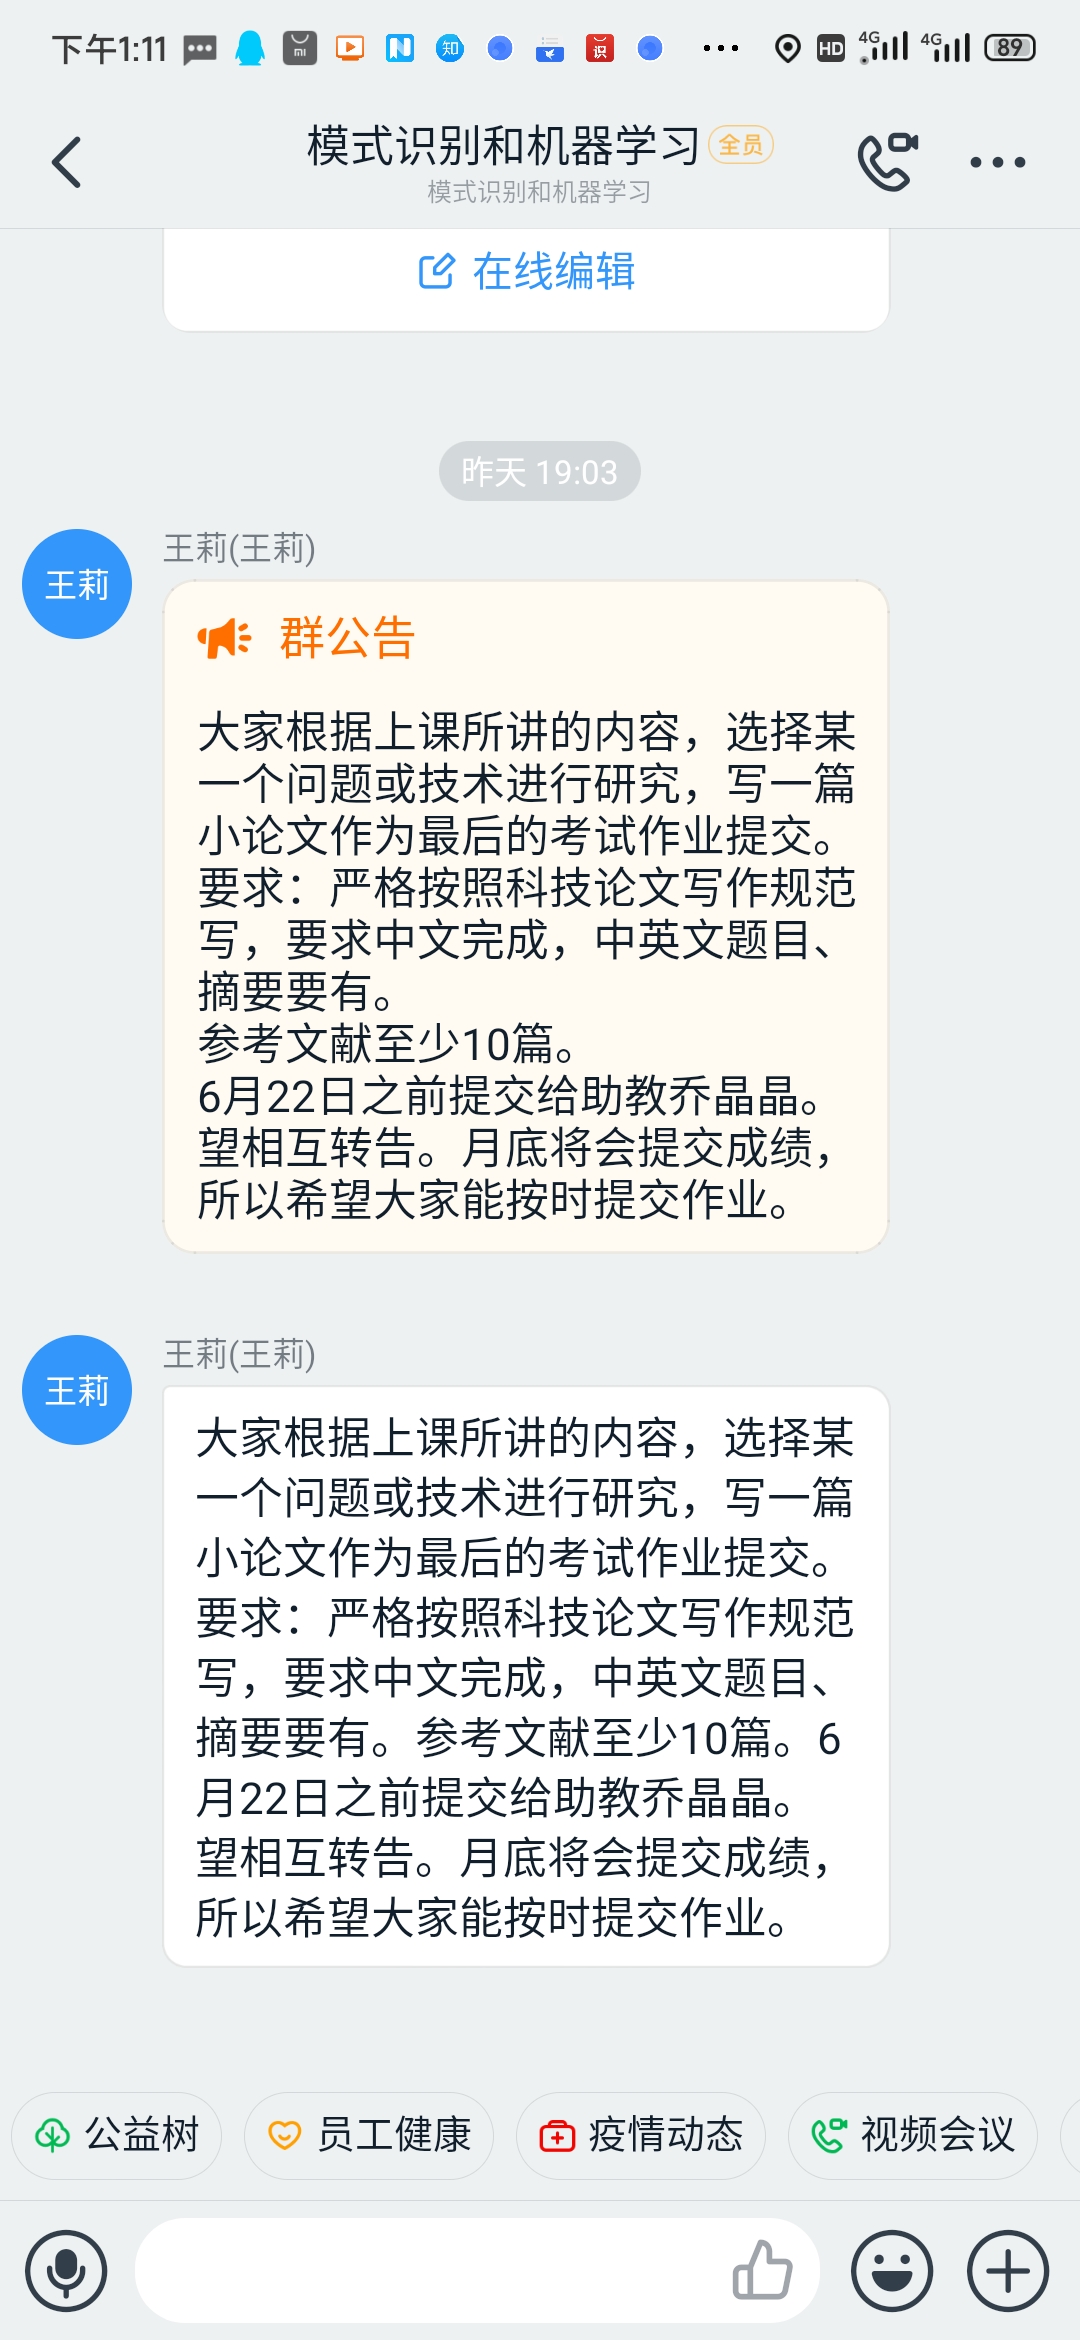 下午1:11
知
识
HD
4G
4G
89
模式识别和机器学习 全员
模式识别和机器学习
在线编辑
昨天 19:03
王莉
王莉(王莉)
群公告
大家根据上课所讲的内容，选择某
一个问题或技术进行研究，写一篇
小论文作为最后的考试作业提交。
要求：严格按照科技论文写作规范
写，要求中文完成，中英文题目、
摘要要有。
参考文献至少10篇。
6月22日之前提交给助教乔晶晶。
望相互转告。月底将会提交成绩，
所以希望大家能按时提交作业。
王莉
王莉(王莉)
大家根据上课所讲的内容，选择某
一个问题或技术进行研究，写一篇
小论文作为最后的考试作业提交。
要求：严格按照科技论文写作规范
写，要求中文完成，中英文题目、
摘要要有。参考文献至少10篇。6
月22日之前提交给助教乔晶晶。
望相互转告。月底将会提交成绩，
所以希望大家能按时提交作业。
公益树
员工健康
疫情动态
视频会议